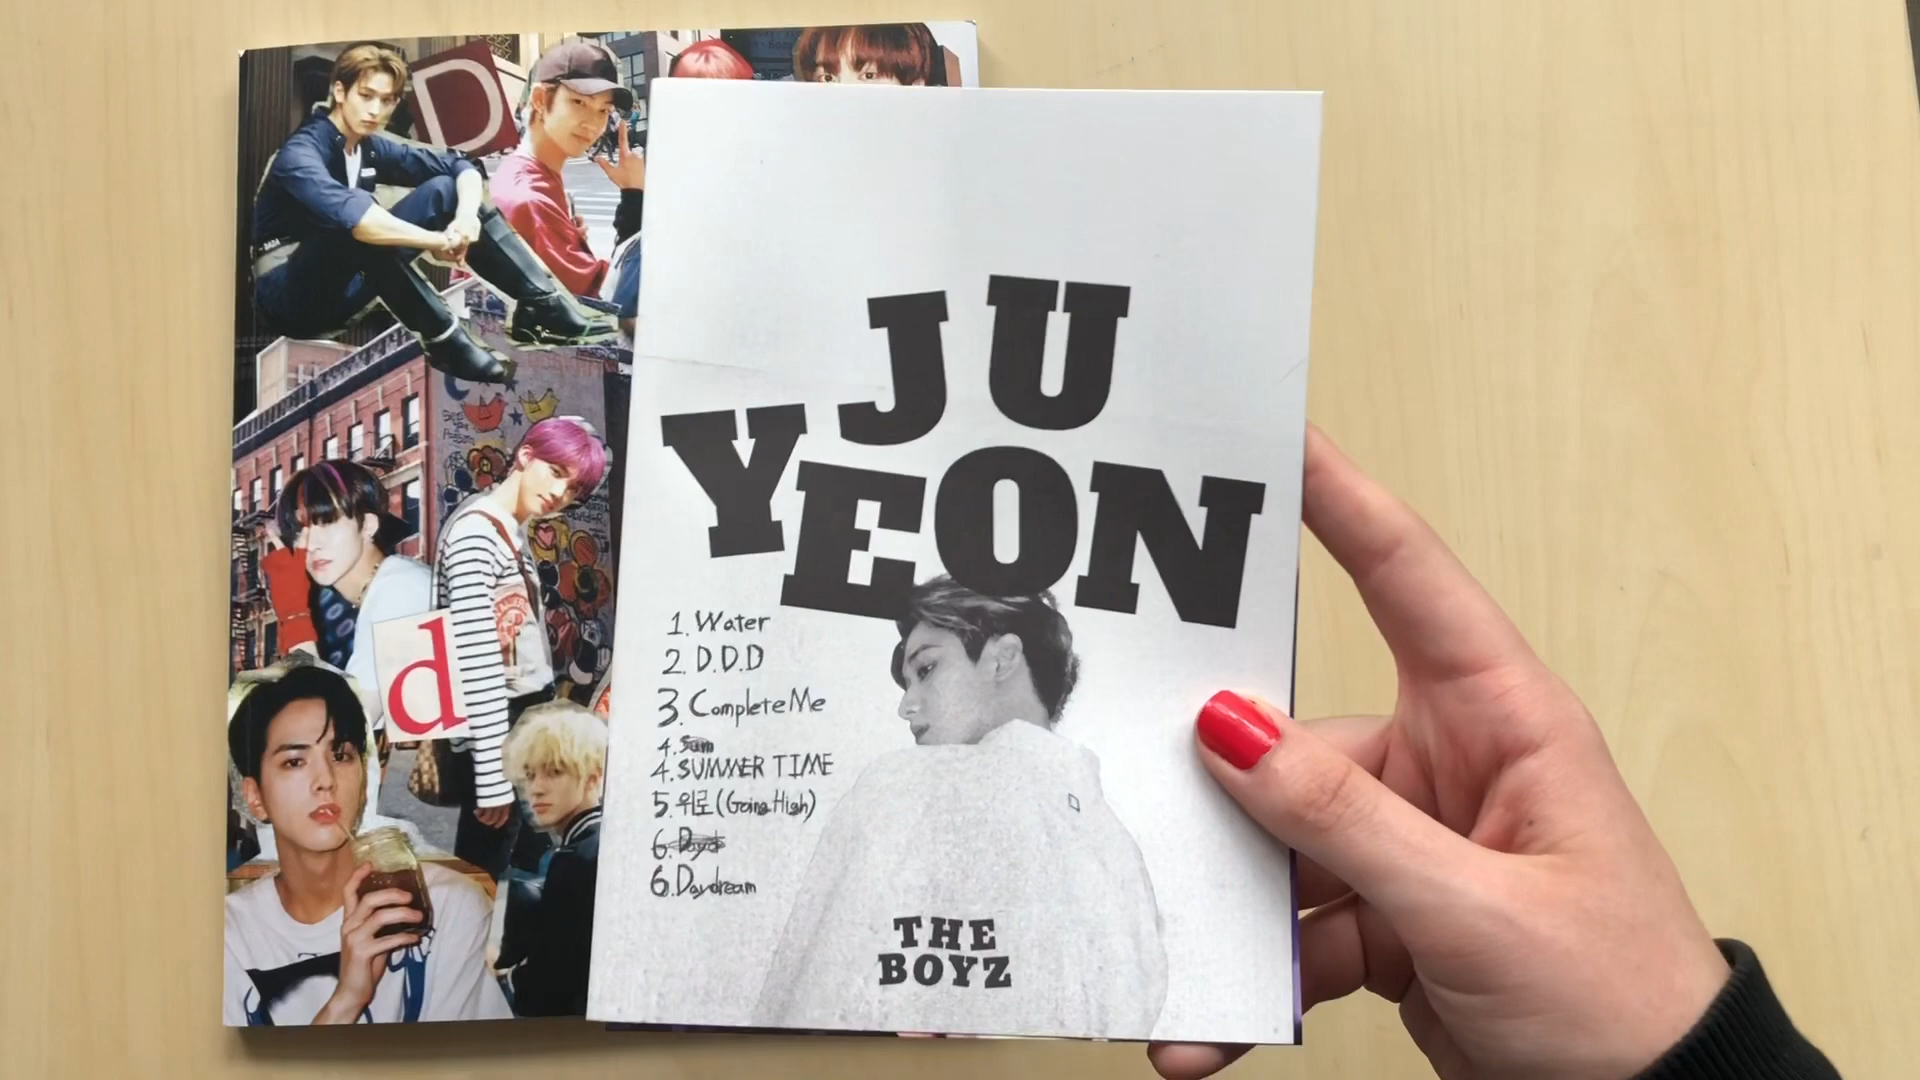 D
JU
YEON
1. Water
2. D.D.D
3. Complete Me
4. Sum
4. SUMMER TIME
5. 위로 (Going High)
6.
6. Daydream
d
THE
BOYZ